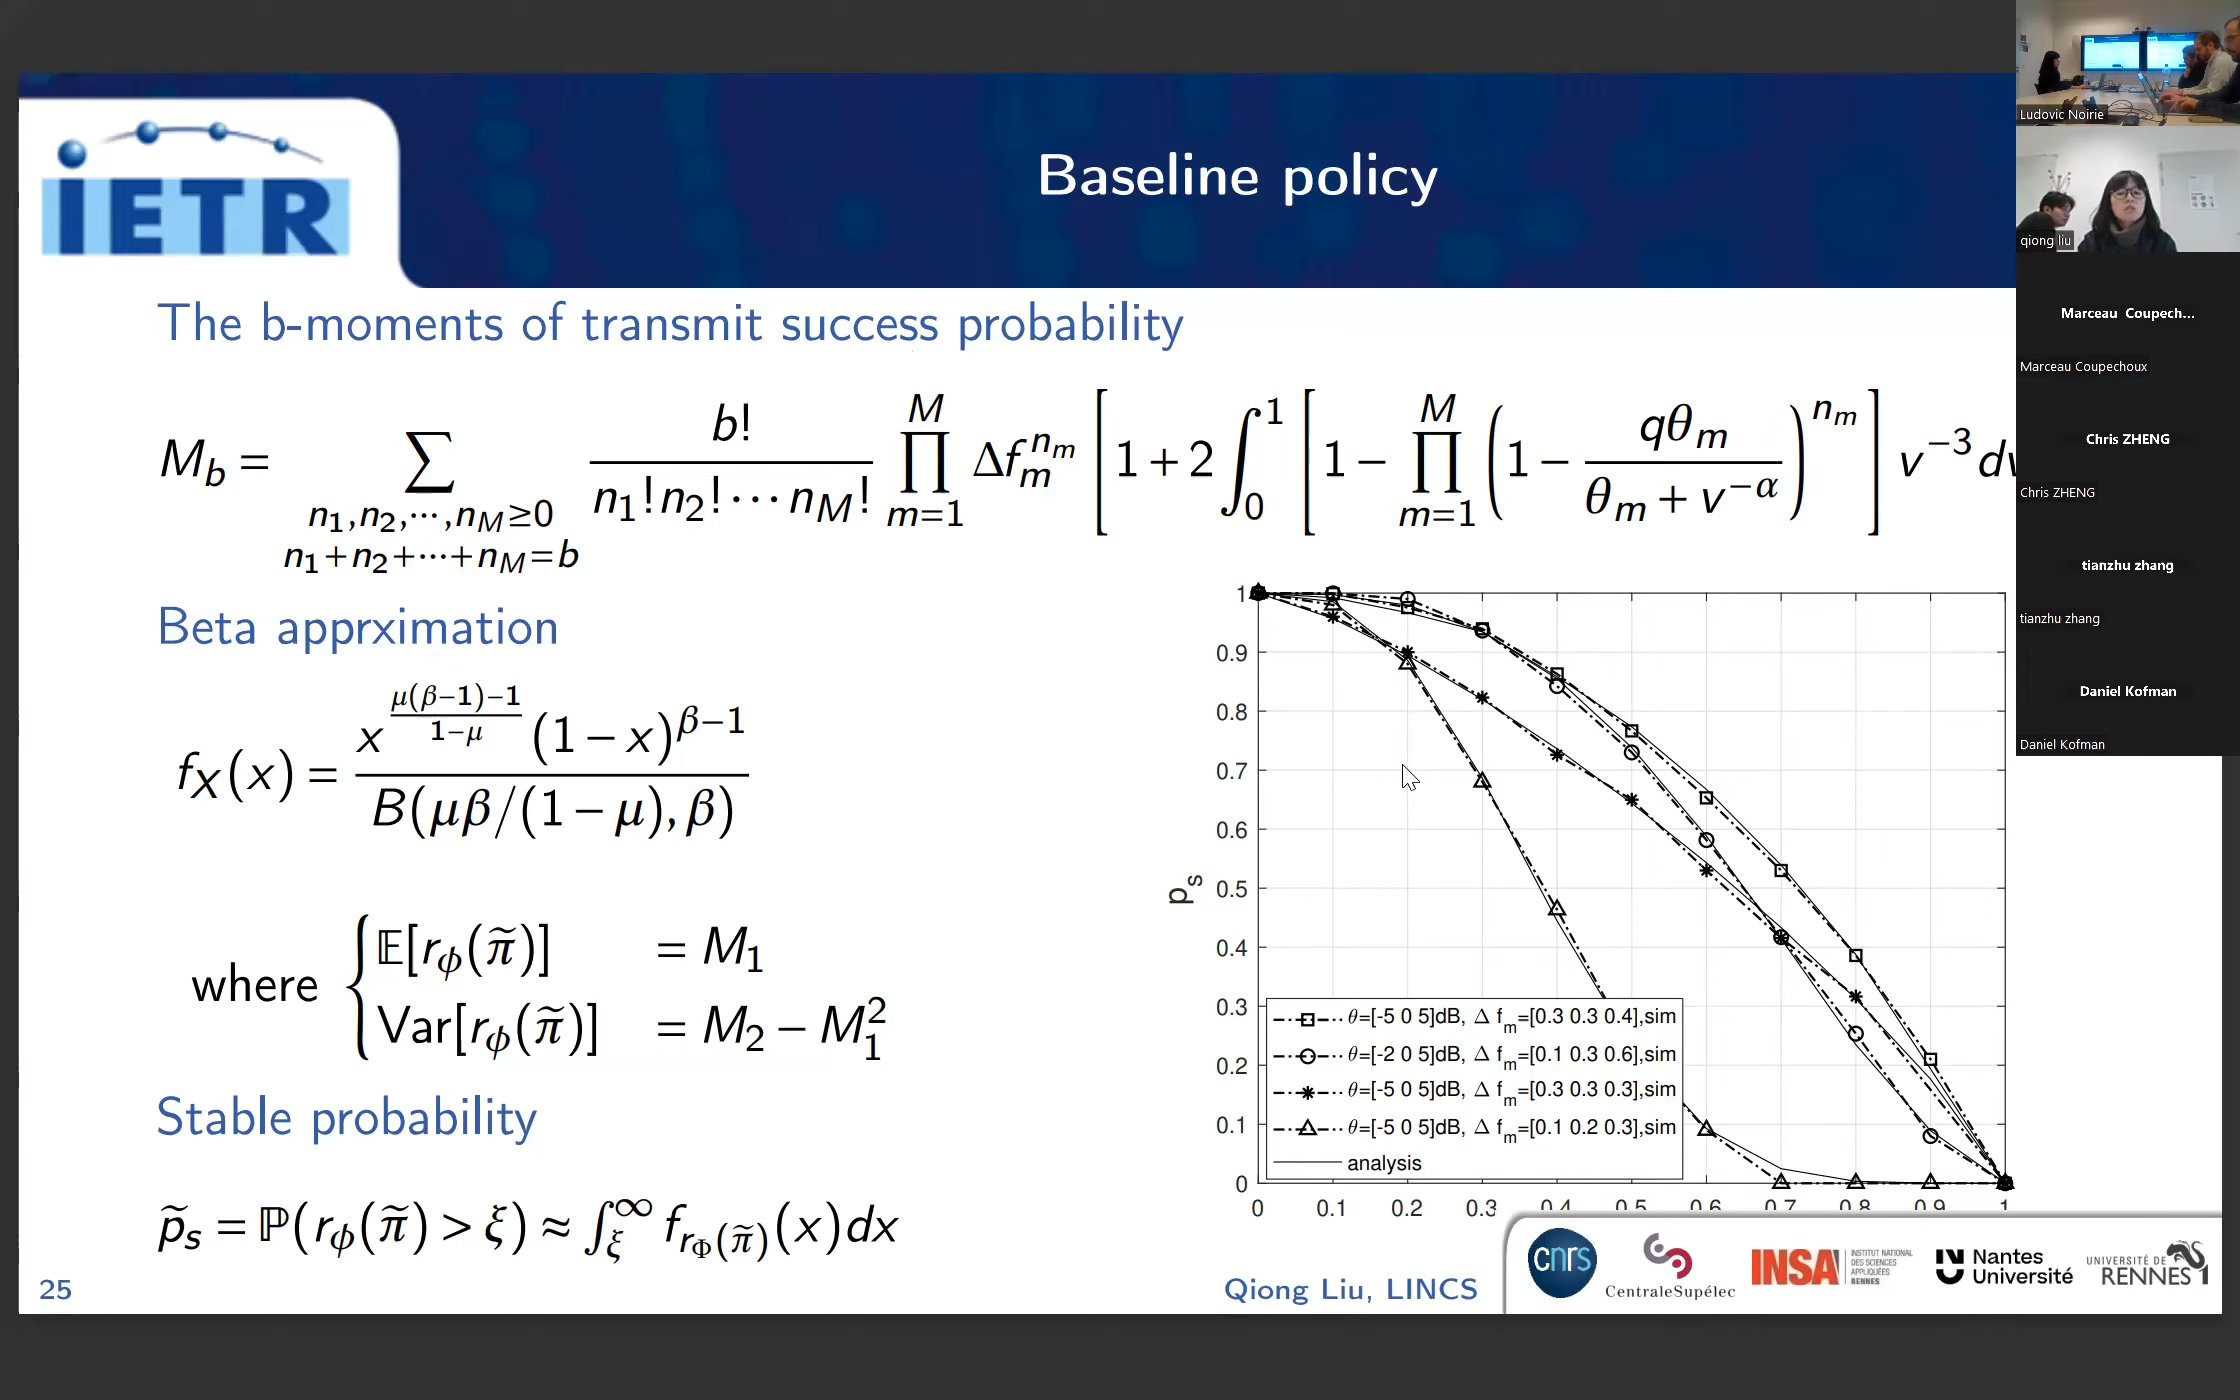 iETR
Baseline policy
The b-moments of transmit success probability
M_b = ∑_{n_1,n_2,⋯,n_M≥0 n_1+n_2+⋯+n_M=b} b!/(n_1!n_2!⋯n_M!) ∏_{m=1}^{M} Δf_m^{n_m} [1+2∫_0^1 [1−∏_{m=1}^{M} (1−qθ_m/(θ_m+v^{−α}))^{n_m}] v^{−3}dv
Beta apprximation
f_X(x) = x^{(μ(β−1)−1)/(1−μ)} (1−x)^{β−1} / B(μβ/(1−μ),β)
where { 𝔼[r_ϕ(π̃)] = M_1
Var[r_ϕ(π̃)] = M_2 − M_1^2
Stable probability
p̃_s = ℙ(r_ϕ(π̃) > ξ) ≈ ∫_ξ^∞ f_{r_Φ(π̃)}(x)dx
p_s
1
0.9
0.8
0.7
0.6
0.5
0.4
0.3
0.2
0.1
0
θ=[-5 0 5]dB, Δ f_m=[0.3 0.3 0.4],sim
θ=[-2 0 5]dB, Δ f_m=[0.1 0.3 0.6],sim
θ=[-5 0 5]dB, Δ f_m=[0.3 0.3 0.3],sim
θ=[-5 0 5]dB, Δ f_m=[0.1 0.2 0.3],sim
analysis
0 0.1 0.2 0.3 0.4 0.5 0.6 0.7 0.8 0.9 1
25
Qiong Liu, LINCS
cnrs
CentraleSupélec
INSA
INSTITUT NATIONAL
DES SCIENCES
APPLIQUÉES
RENNES
Nantes
Université
UNIVERSITÉ DE
RENNES 1
Ludovic Noirie
qiong liu
Marceau Coupech...
Marceau Coupechoux
Chris ZHENG
Chris ZHENG
tianzhu zhang
tianzhu zhang
Daniel Kofman
Daniel Kofman